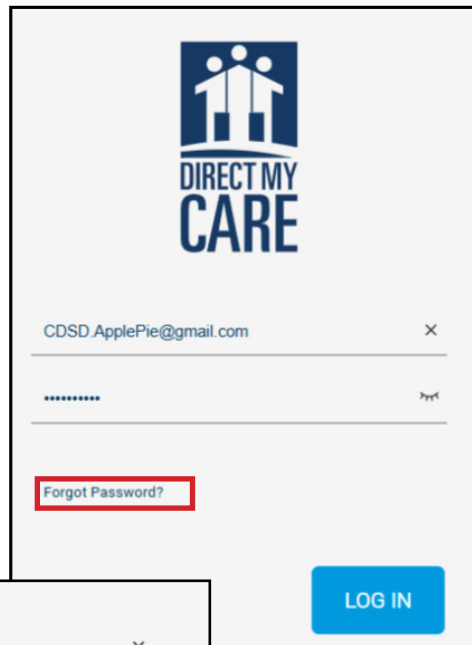 DIRECT MY
CARE
CDSD.ApplePie@gmail.com
••••••••••
Forgot Password?
LOG IN